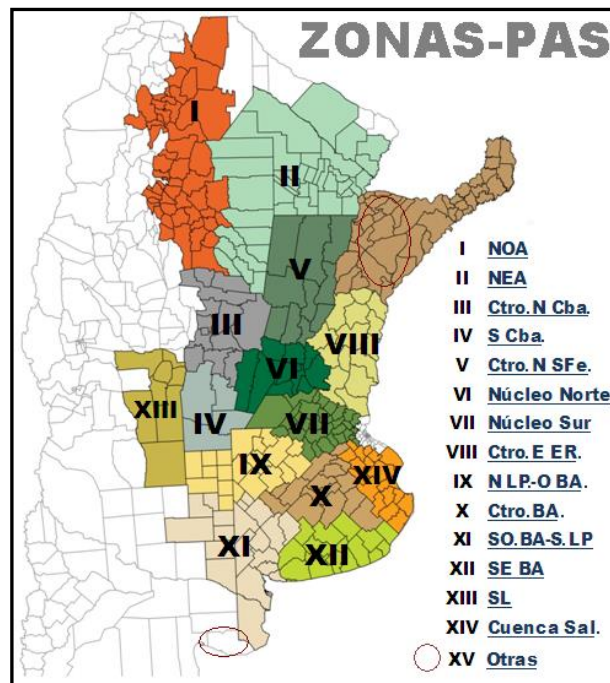 ZONAS-PAS
I
II
V
III
VIII
VI
XIII
IV
VII
IX
XIV
X
XI
XII
I NOA
II NEA
III Ctro.N Cba.
IV S Cba.
V Ctro.N SFe.
VI Núcleo Norte
VII Núcleo Sur
VIII Ctro.E ER.
IX N LP.-O BA.
X Ctro.BA.
XI SO.BA-S.LP
XII SE BA
XIII SL
XIV Cuenca Sal.
XV Otras